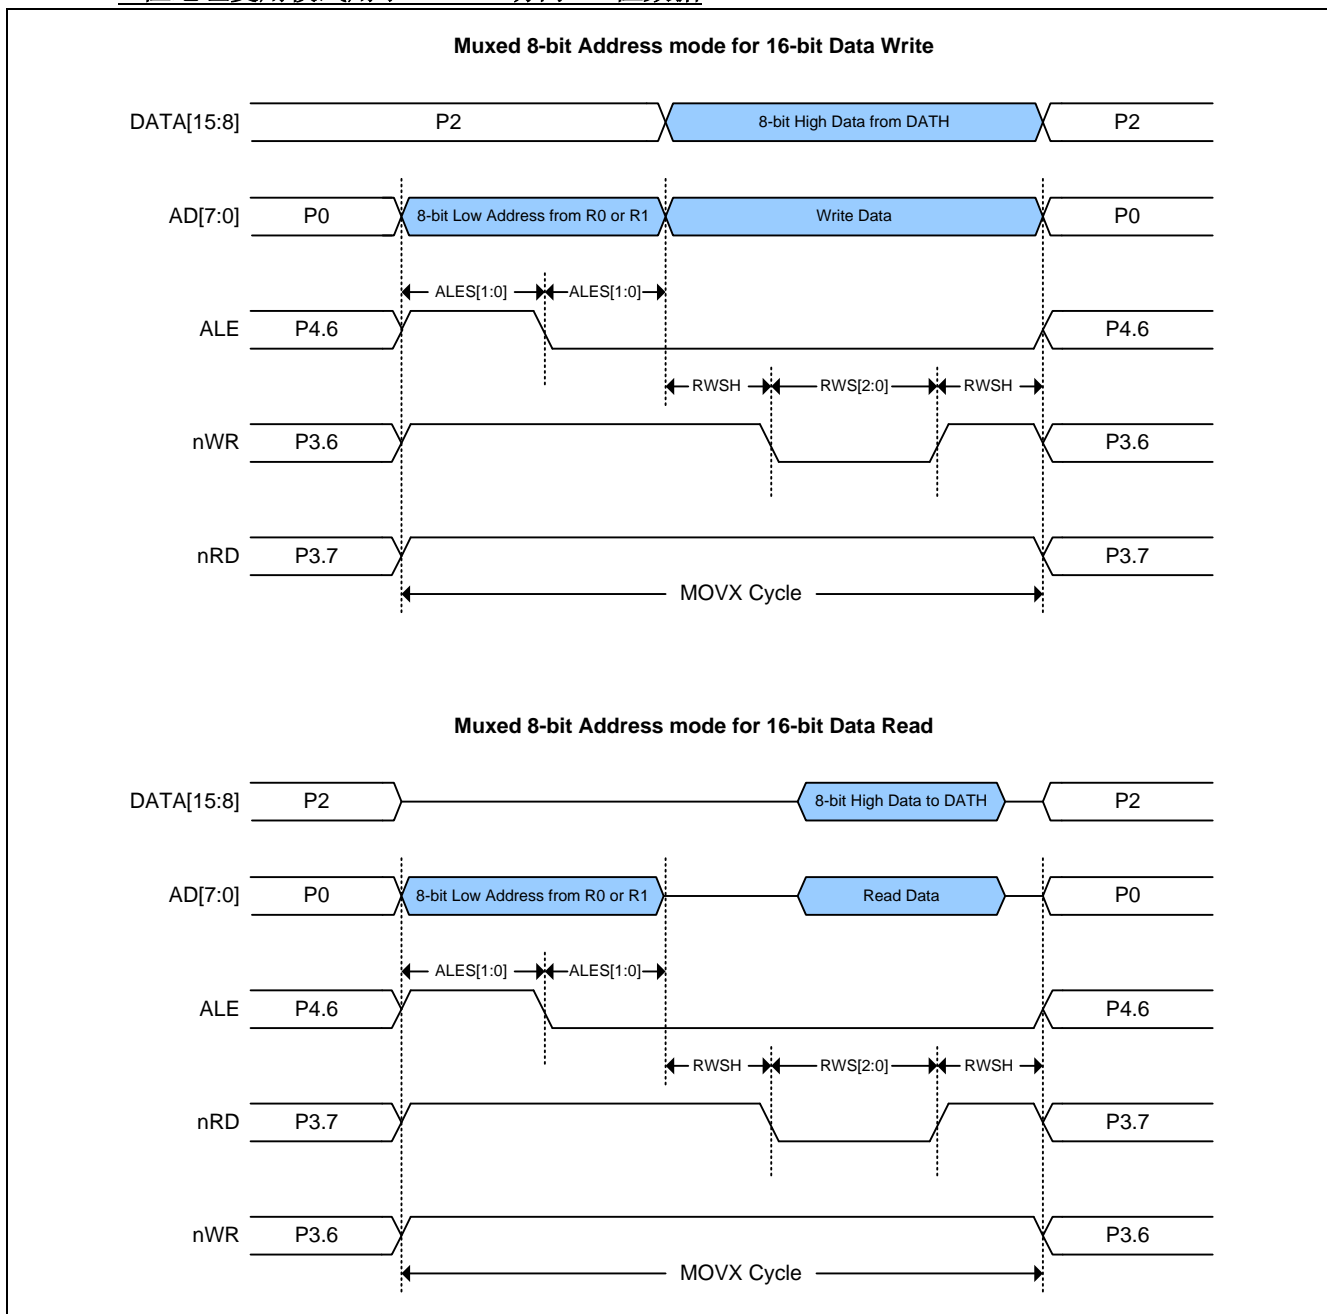 Muxed 8-bit Address mode for 16-bit Data Write
DATA[15:8] P2 8-bit High Data from DATH P2
AD[7:0] P0 8-bit Low Address from R0 or R1 Write Data P0
ALES[1:0] ALES[1:0]
ALE P4.6 P4.6
RWSH RWS[2:0] RWSH
nWR P3.6 P3.6
nRD P3.7 P3.7
MOVX Cycle
Muxed 8-bit Address mode for 16-bit Data Read
DATA[15:8] P2 8-bit High Data to DATH P2
AD[7:0] P0 8-bit Low Address from R0 or R1 Read Data P0
ALES[1:0] ALES[1:0]
ALE P4.6 P4.6
RWSH RWS[2:0] RWSH
nRD P3.7 P3.7
nWR P3.6 P3.6
MOVX Cycle